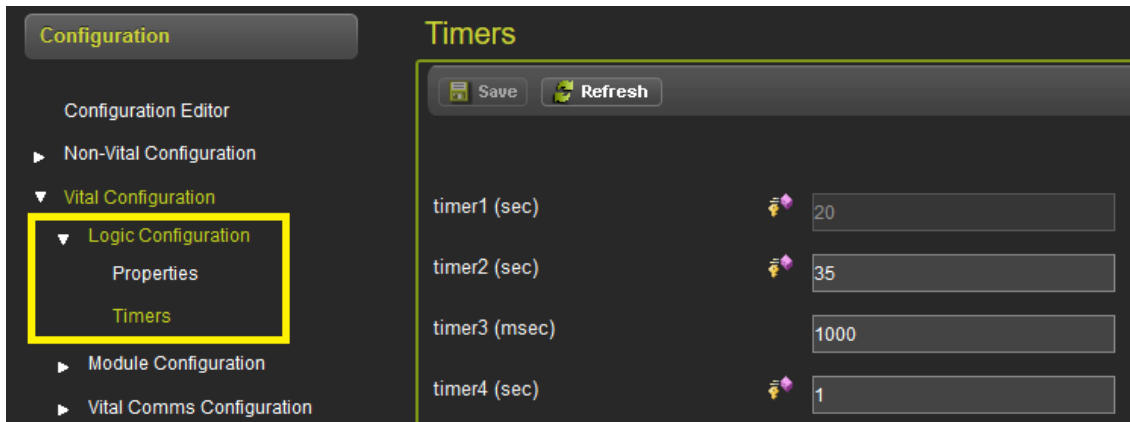 Configuration
Configuration Editor
Non-Vital Configuration
Vital Configuration
Logic Configuration
Properties
Timers
Module Configuration
Vital Comms Configuration
Timers
Save
Refresh
timer1 (sec)
20
timer2 (sec)
35
timer3 (msec)
1000
timer4 (sec)
1